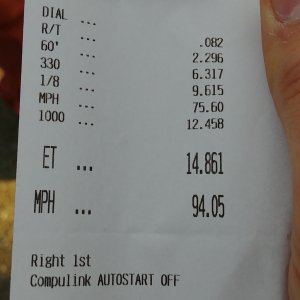 DIAL ...
R/T ... .082
60' ... 2.296
330 ... 6.317
1/8 ... 9.615
MPH ... 75.60
1000 ... 12.458
ET ... 14.861
MPH ... 94.05
Right 1st
Compulink AUTOSTART OFF